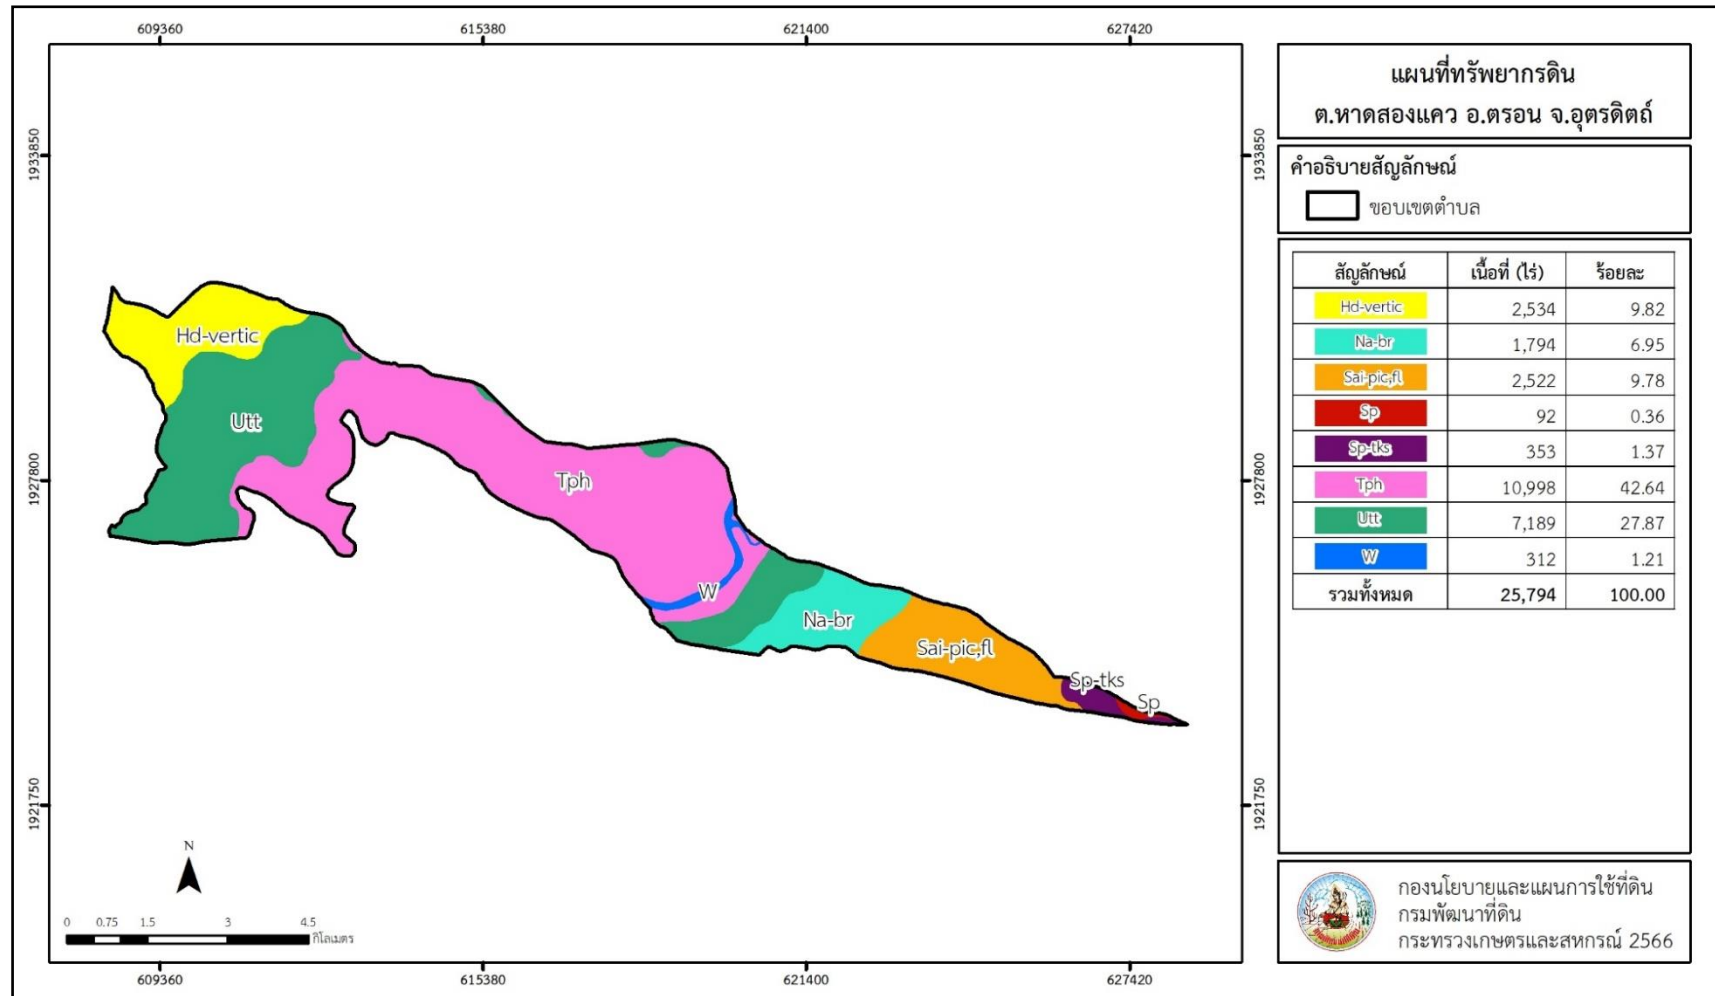 609360 615380 621400 627420
1933850 1933850
1927800 1927800
1921750 1921750
609360 615380 621400 627420
Hd-vertic
Utt
Tph
W
Na-br
Sai-pic,fl
Sp-tks
Sp
N
0 0.75 1.5 3 4.5
กิโลเมตร
แผนที่ทรัพยากรดิน
ต.หาดสองแคว อ.ตรอน จ.อุตรดิตถ์
คำอธิบายสัญลักษณ์
ขอบเขตตำบล
สัญลักษณ์ เนื้อที่ (ไร่) ร้อยละ
Hd-vertic 2,534 9.82
Na-br 1,794 6.95
Sai-pic,fl 2,522 9.78
Sp 92 0.36
Sp-tks 353 1.37
Tph 10,998 42.64
Utt 7,189 27.87
W 312 1.21
รวมทั้งหมด 25,794 100.00
กองนโยบายและแผนการใช้ที่ดิน
กรมพัฒนาที่ดิน
กระทรวงเกษตรและสหกรณ์ 2566